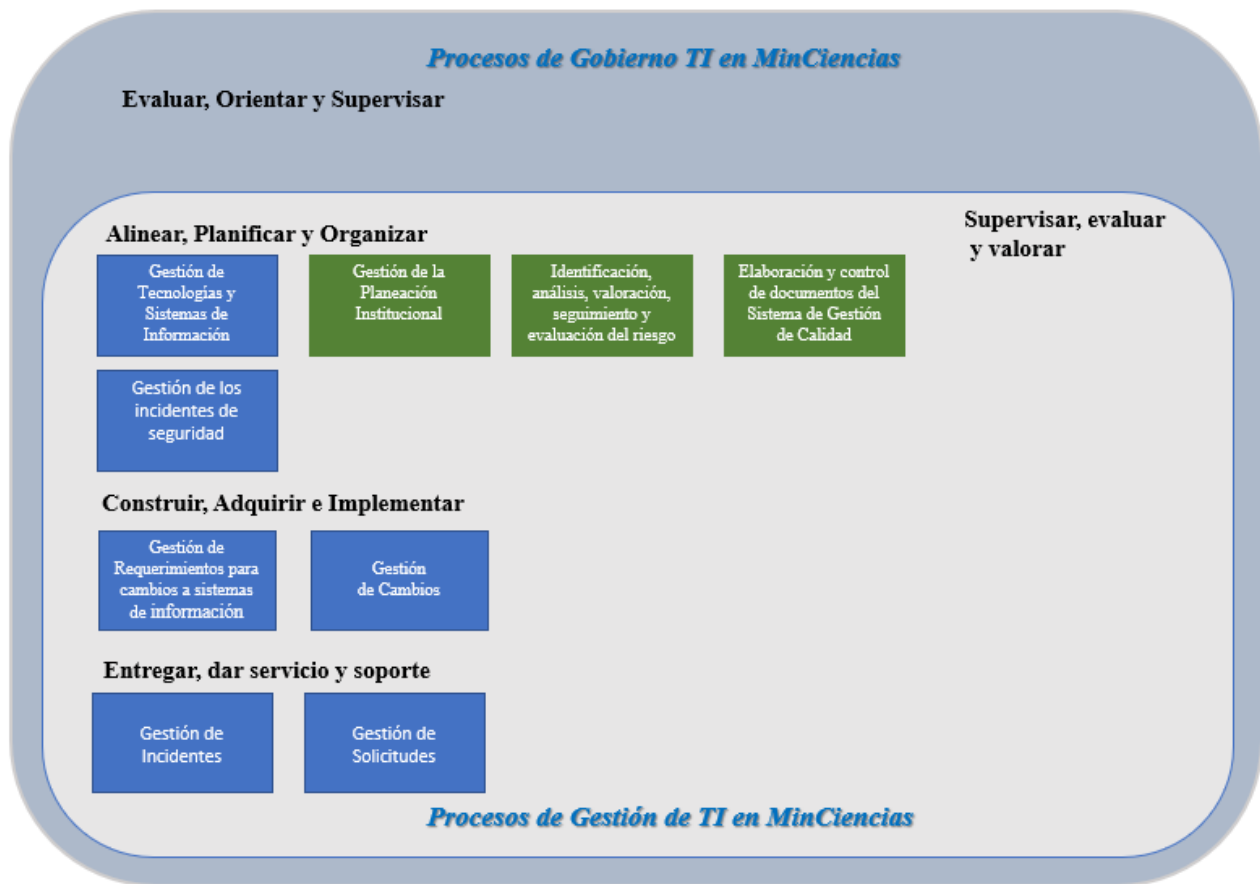 Procesos de Gobierno TI en MinCiencias
Evaluar, Orientar y Supervisar
Supervisar, evaluar
y valorar
Alinear, Planificar y Organizar
Gestión de
Tecnologías y
Sistemas de
Información
Gestión de la
Planeación
Institucional
Identificación,
análisis, valoración,
seguimiento y
evaluación del riesgo
Elaboración y control
de documentos del
Sistema de Gestión
de Calidad
Gestión de los
incidentes de
seguridad
Construir, Adquirir e Implementar
Gestión de
Requerimientos para
cambios a sistemas
de información
Gestión
de Cambios
Entregar, dar servicio y soporte
Gestión de
Incidentes
Gestión de
Solicitudes
Procesos de Gestión de TI en MinCiencias